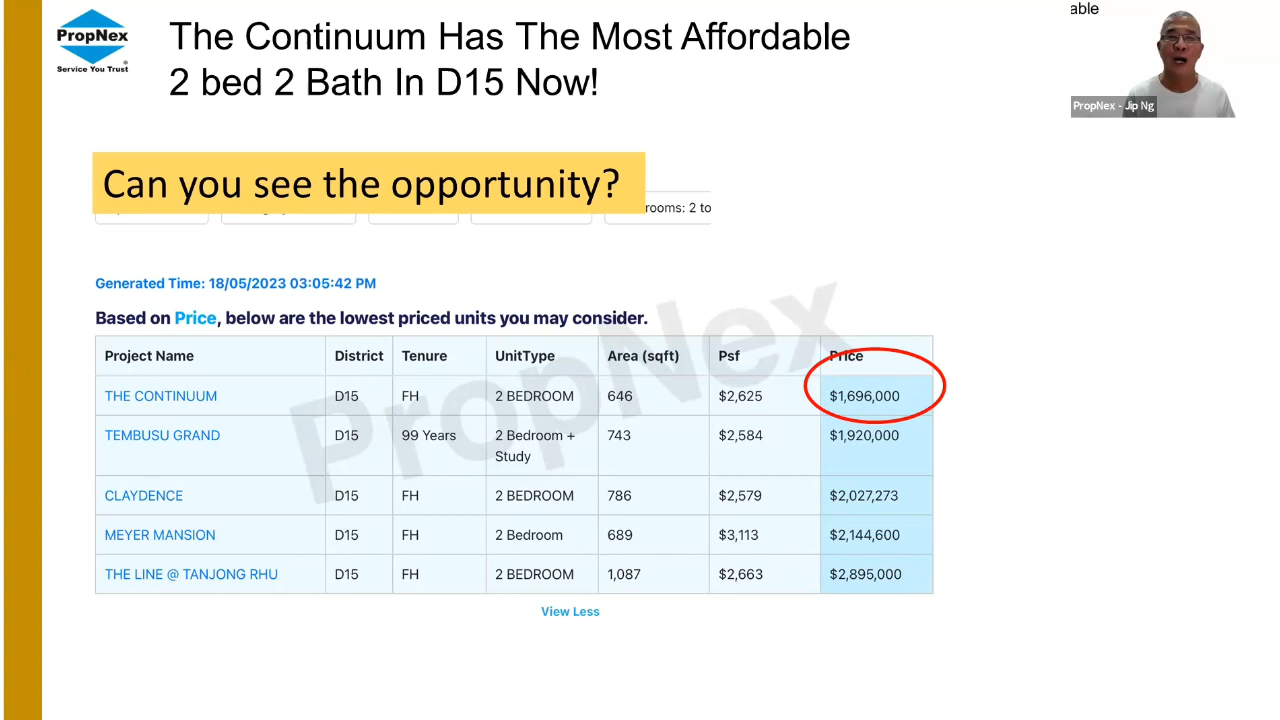 PropNex
Service You Trust
The Continuum Has The Most Affordable
2 bed 2 Bath In D15 Now!
able
PropNex - Jip Ng
Can you see the opportunity?
rooms: 2 to
Generated Time: 18/05/2023 03:05:42 PM
Based on Price, below are the lowest priced units you may consider.
Project Name District Tenure UnitType Area (sqft) Psf Price
THE CONTINUUM D15 FH 2 BEDROOM 646 $2,625 $1,696,000
TEMBUSU GRAND D15 99 Years 2 Bedroom + 743 $2,584 $1,920,000
Study
CLAYDENCE D15 FH 2 BEDROOM 786 $2,579 $2,027,273
MEYER MANSION D15 FH 2 Bedroom 689 $3,113 $2,144,600
THE LINE @ TANJONG RHU D15 FH 2 BEDROOM 1,087 $2,663 $2,895,000
PropNex
View Less